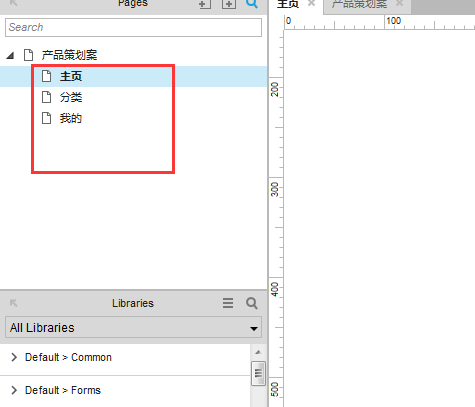 Pages
主页
产品策划案
Search
0
100
产品策划案
主页
分类
我的
200
300
400
500
Libraries
All Libraries
Default > Common
Default > Forms